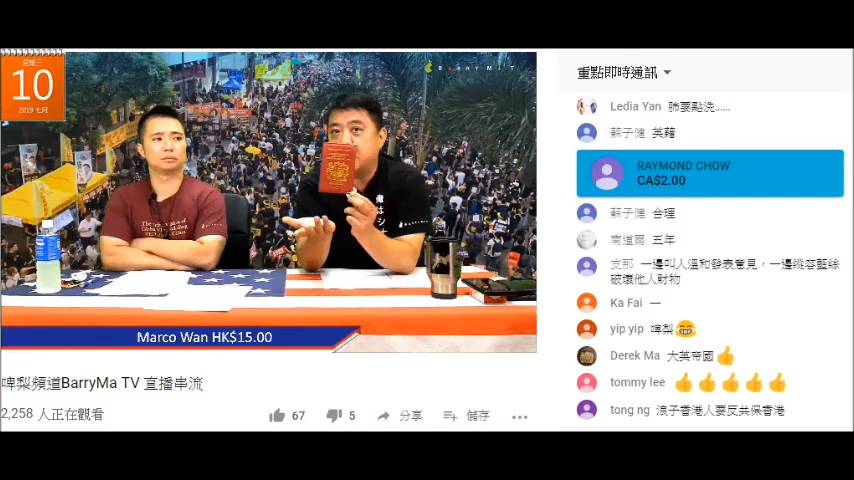 星期三
10
2019 七月
BARRYMA TV
Marco Wan HK$15.00
啤梨頻道BarryMa TV 直播串流
2,258 人正在觀看
67
5
分享
儲存
重點即時通訊
Ledia Yan 肺要點洗......
蘇子健 英藉
RAYMOND CHOW
CA$2.00
蘇子健 合理
南道爾 五年
支那 一邊叫人溫和發表意見，一邊縱容藍絲
破壞他人財物
Ka Fai 一
yip yip 啤梨😂
Derek Ma 大英帝國👍
tommy lee 👍👍👍👍👍
tong ng 浪子香港人要反共保香港